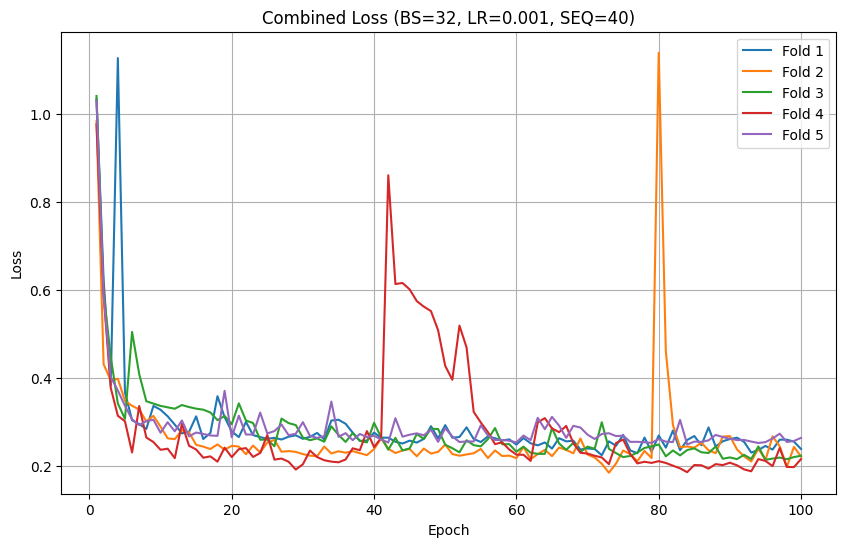 Combined Loss (BS=32, LR=0.001, SEQ=40)
Fold 1
Fold 2
Fold 3
Fold 4
Fold 5
Loss
1.0
0.8
0.6
0.4
0.2
0 20 40 60 80 100
Epoch